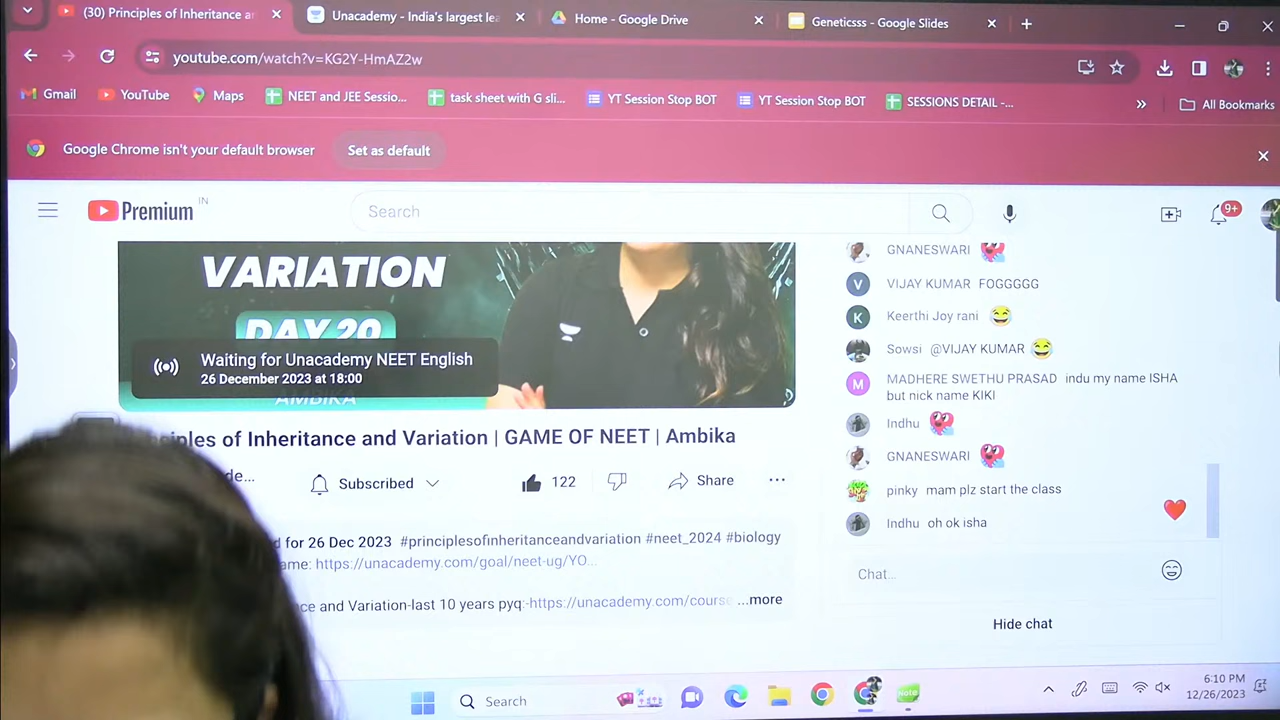 (30) Principles of Inheritance a
Unacademy - India's largest le
Home - Google Drive
Geneticsss - Google Slides
youtube.com/watch?v=KG2Y-HmAZ2w
Gmail
YouTube
Maps
NEET and JEE Sessio...
task sheet with G sli...
YT Session Stop BOT
YT Session Stop BOT
SESSIONS DETAIL -...
All Bookmarks
Google Chrome isn't your default browser
Set as default
Premium IN
Search
9+
VARIATION
DAY 20
Waiting for Unacademy NEET English
26 December 2023 at 18:00
AMBIKA
ciples of Inheritance and Variation | GAME OF NEET | Ambika
de...
Subscribed
122
Share
d for 26 Dec 2023 #principlesofinheritanceandvariation #neet_2024 #biology
ame: https://unacademy.com/goal/neet-ug/YO...
ce and Variation-last 10 years pyq:-https://unacademy.com/course ...more
GNANESWARI
V VIJAY KUMAR FOGGGGG
K Keerthi Joy rani
Sowsi @VIJAY KUMAR
M MADHERE SWETHU PRASAD indu my name ISHA
but nick name KIKI
Indhu
GNANESWARI
pinky mam plz start the class
Indhu oh ok isha
Chat...
Hide chat
Search
Note
6:10 PM
12/26/2023